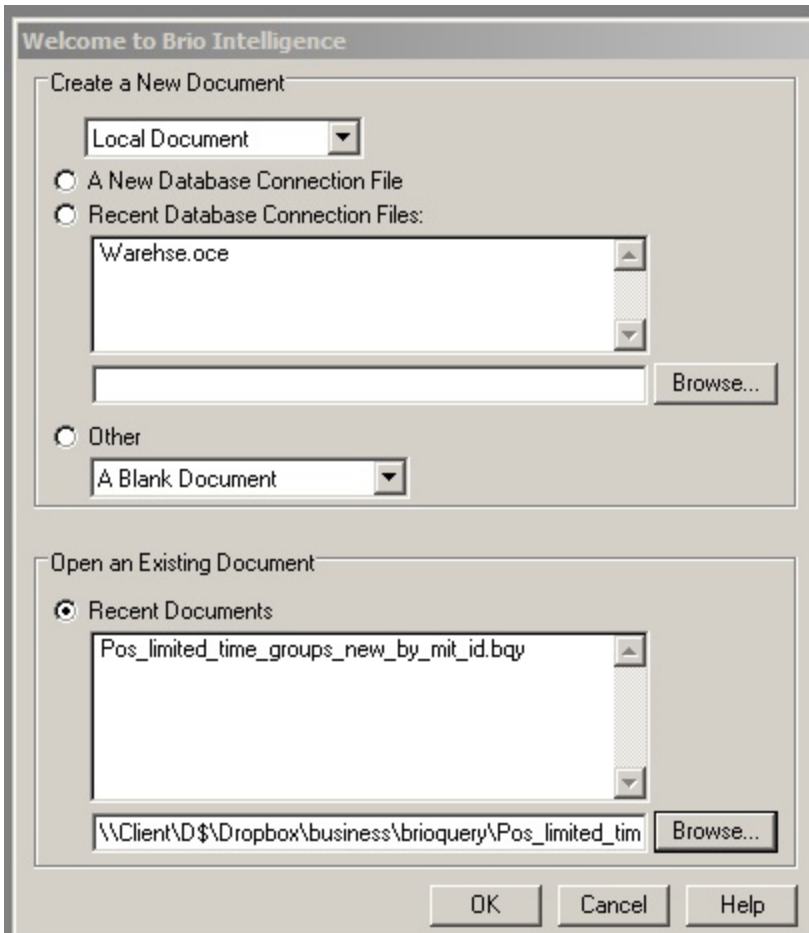 Welcome to Brio Intelligence
Create a New Document
Local Document
A New Database Connection File
Recent Database Connection Files:
Warehse.oce
Browse...
Other
A Blank Document
Open an Existing Document
Recent Documents
Pos_limited_time_groups_new_by_mit_id.bqy
\\Client\D$\Dropbox\business\brioquery\Pos_limited_tim
Browse...
OK
Cancel
Help